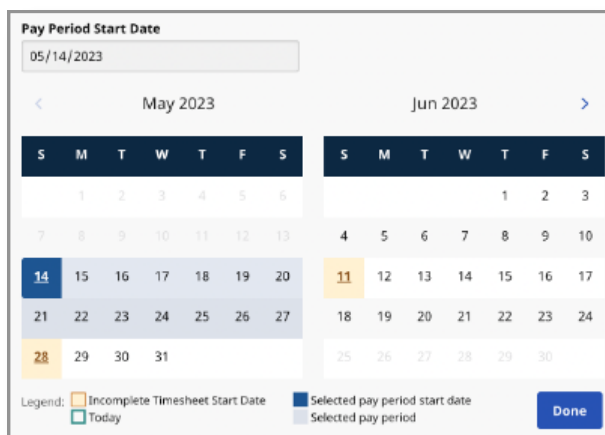 Pay Period Start Date
05/14/2023
May 2023
S M T W T F S
1 2 3 4 5 6
7 8 9 10 11 12 13
14 15 16 17 18 19 20
21 22 23 24 25 26 27
28 29 30 31
Jun 2023
S M T W T F S
1 2 3
4 5 6 7 8 9 10
11 12 13 14 15 16 17
18 19 20 21 22 23 24
25 26 27 28 29 30
Legend: Incomplete Timesheet Start Date
Today
Selected pay period start date
Selected pay period
Done